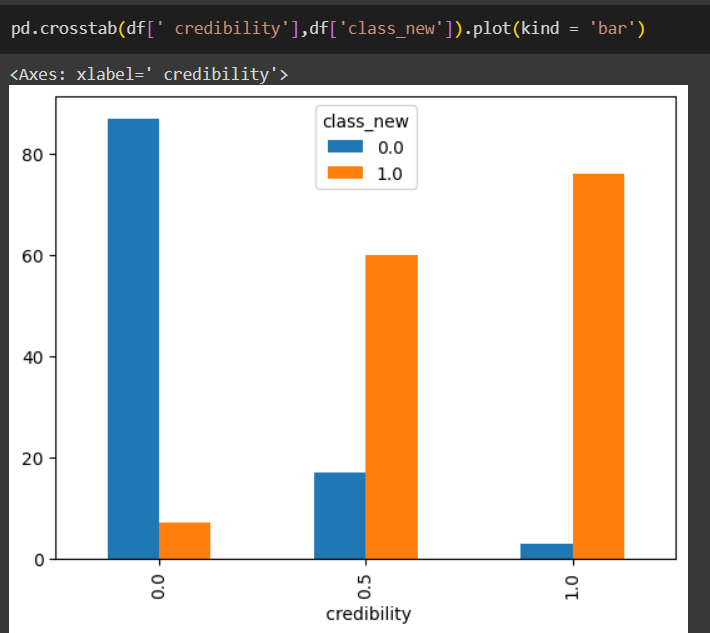 pd.crosstab(df[' credibility'],df['class_new']).plot(kind = 'bar')
<Axes: xlabel=' credibility'>
class_new
0.0
1.0
80
60
40
20
0
0.0
0.5
1.0
credibility